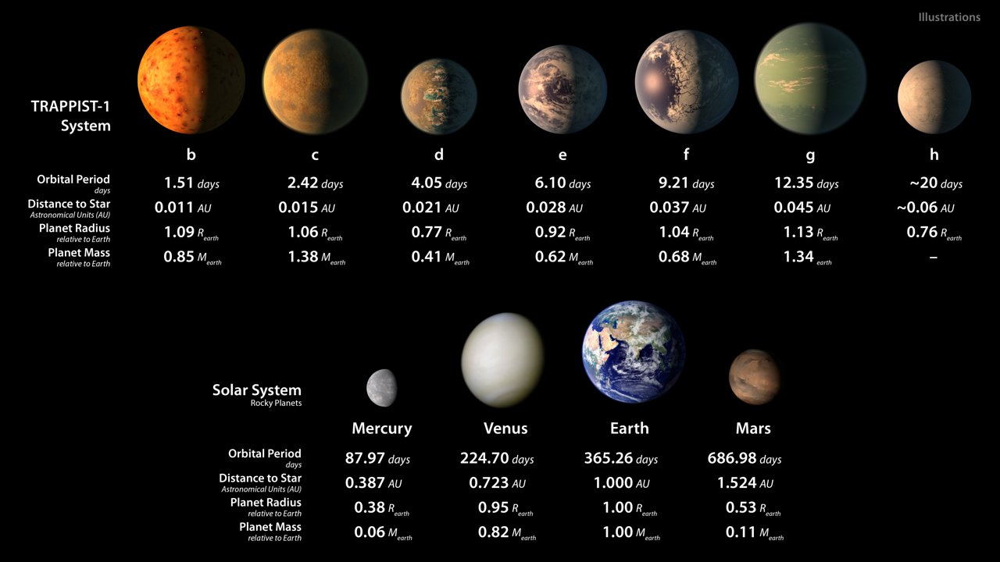 Illustrations
TRAPPIST-1
System
b c d e f g h
Orbital Period 1.51 days 2.42 days 4.05 days 6.10 days 9.21 days 12.35 days ~20 days
days
Distance to Star 0.011 AU 0.015 AU 0.021 AU 0.028 AU 0.037 AU 0.045 AU ~0.06 AU
Astronomical Units (AU)
Planet Radius 1.09 Rearth 1.06 Rearth 0.77 Rearth 0.92 Rearth 1.04 Rearth 1.13 Rearth 0.76 Rearth
relative to Earth
Planet Mass 0.85 Mearth 1.38 Mearth 0.41 Mearth 0.62 Mearth 0.68 Mearth 1.34 earth –
relative to Earth
Solar System
Rocky Planets
Mercury Venus Earth Mars
Orbital Period 87.97 days 224.70 days 365.26 days 686.98 days
days
Distance to Star 0.387 AU 0.723 AU 1.000 AU 1.524 AU
Astronomical Units (AU)
Planet Radius 0.38 Rearth 0.95 Rearth 1.00 Rearth 0.53 Rearth
relative to Earth
Planet Mass 0.06 Mearth 0.82 Mearth 1.00 Mearth 0.11 Mearth
relative to Earth